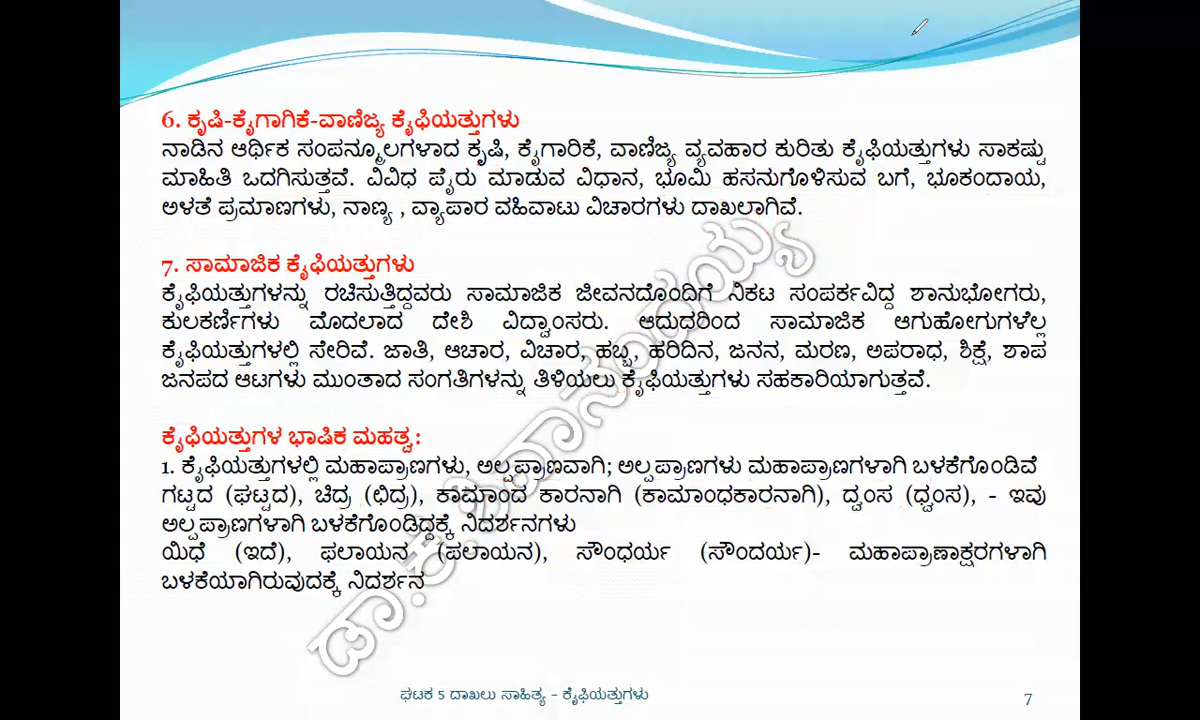 6. ಕೃಷಿ-ಕೈಗಾಗಿಕೆ-ವಾಣಿಜ್ಯ ಕೈಫಿಯತ್ತುಗಳು
ನಾಡಿನ ಆರ್ಥಿಕ ಸಂಪನ್ಮೂಲಗಳಾದ ಕೃಷಿ, ಕೈಗಾರಿಕೆ, ವಾಣಿಜ್ಯ ವ್ಯವಹಾರ ಕುರಿತು ಕೈಫಿಯತ್ತುಗಳು ಸಾಕಷ್ಟು
ಮಾಹಿತಿ ಒದಗಿಸುತ್ತವೆ. ವಿವಿಧ ಪೈರು ಮಾಡುವ ವಿಧಾನ, ಭೂಮಿ ಹಸನುಗೊಳಿಸುವ ಬಗೆ, ಭೂಕಂದಾಯ,
ಅಳತೆ ಪ್ರಮಾಣಗಳು, ನಾಣ್ಯ , ವ್ಯಾಪಾರ ವಹಿವಾಟು ವಿಚಾರಗಳು ದಾಖಲಾಗಿವೆ.
7. ಸಾಮಾಜಿಕ ಕೈಫಿಯತ್ತುಗಳು
ಕೈಫಿಯತ್ತುಗಳನ್ನು ರಚಿಸುತ್ತಿದ್ದವರು ಸಾಮಾಜಿಕ ಜೀವನದೊಂದಿಗೆ ನಿಕಟ ಸಂಪರ್ಕವಿದ್ದ ಶಾನುಭೋಗರು,
ಕುಲಕರ್ಣಿಗಳು ಮೊದಲಾದ ದೇಶಿ ವಿದ್ವಾಂಸರು. ಆದುದರಿಂದ ಸಾಮಾಜಿಕ ಆಗುಹೋಗುಗಳೆಲ್ಲ
ಕೈಫಿಯತ್ತುಗಳಲ್ಲಿ ಸೇರಿವೆ. ಜಾತಿ, ಆಚಾರ, ವಿಚಾರ, ಹಬ್ಬ, ಹರಿದಿನ, ಜನನ, ಮರಣ, ಅಪರಾಧ, ಶಿಕ್ಷೆ, ಶಾಪ
ಜನಪದ ಆಟಗಳು ಮುಂತಾದ ಸಂಗತಿಗಳನ್ನು ತಿಳಿಯಲು ಕೈಫಿಯತ್ತುಗಳು ಸಹಕಾರಿಯಾಗುತ್ತವೆ.
ಕೈಫಿಯತ್ತುಗಳ ಭಾಷಿಕ ಮಹತ್ವ:
1. ಕೈಫಿಯತ್ತುಗಳಲ್ಲಿ ಮಹಾಪ್ರಾಣಗಳು, ಅಲ್ಪಪ್ರಾಣವಾಗಿ; ಅಲ್ಪಪ್ರಾಣಗಳು ಮಹಾಪ್ರಾಣಗಳಾಗಿ ಬಳಕೆಗೊಂಡಿವೆ
ಗಟ್ಟದ (ಘಟ್ಟದ), ಚಿದ್ರ (ಛಿದ್ರ), ಕಾಮಾಂದ ಕಾರನಾಗಿ (ಕಾಮಾಂಧಕಾರನಾಗಿ), ದ್ವಂಸ (ಧ್ವಂಸ), - ಇವು
ಅಲ್ಪಪ್ರಾಣಗಳಾಗಿ ಬಳಕೆಗೊಂಡಿದ್ದಕ್ಕೆ ನಿದರ್ಶನಗಳು
ಯಿಧೆ (ಇದೆ), ಫಲಾಯನ (ಪಲಾಯನ), ಸೌಂಧರ್ಯ (ಸೌಂದರ್ಯ)- ಮಹಾಪ್ರಾಣಾಕ್ಷರಗಳಾಗಿ
ಬಳಕೆಯಾಗಿರುವುದಕ್ಕೆ ನಿದರ್ಶನ
ಡಾ.ಕೆ.ಶಿವಾನಂದಯ್ಯ
ಘಟಕ 5 ದಾಖಲು ಸಾಹಿತ್ಯ - ಕೈಫಿಯತ್ತುಗಳು
7